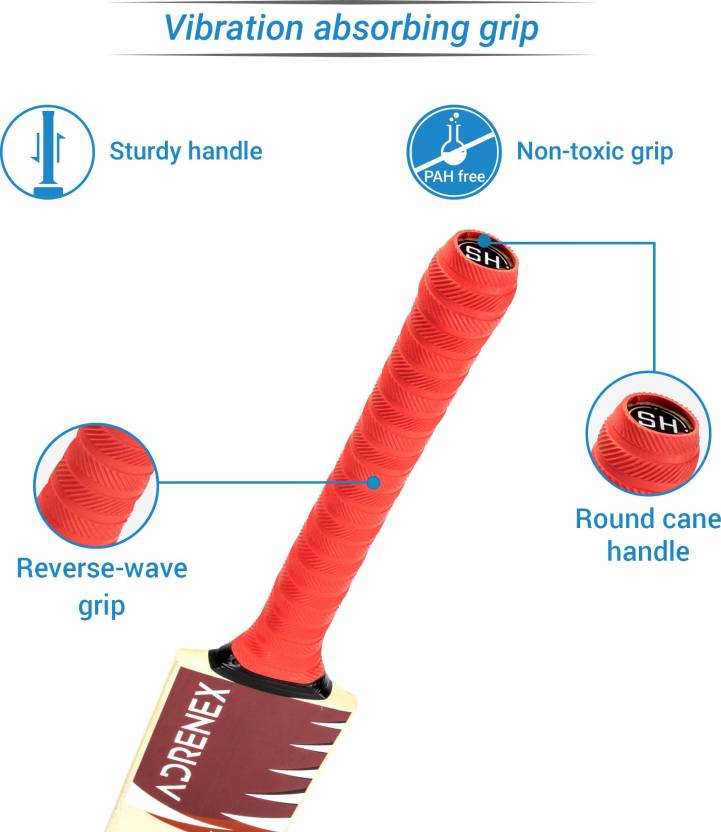 Vibration absorbing grip
Sturdy handle
PAH free
Non-toxic grip
SH
SH
Reverse-wave
grip
Round cane
handle
ADRENEX